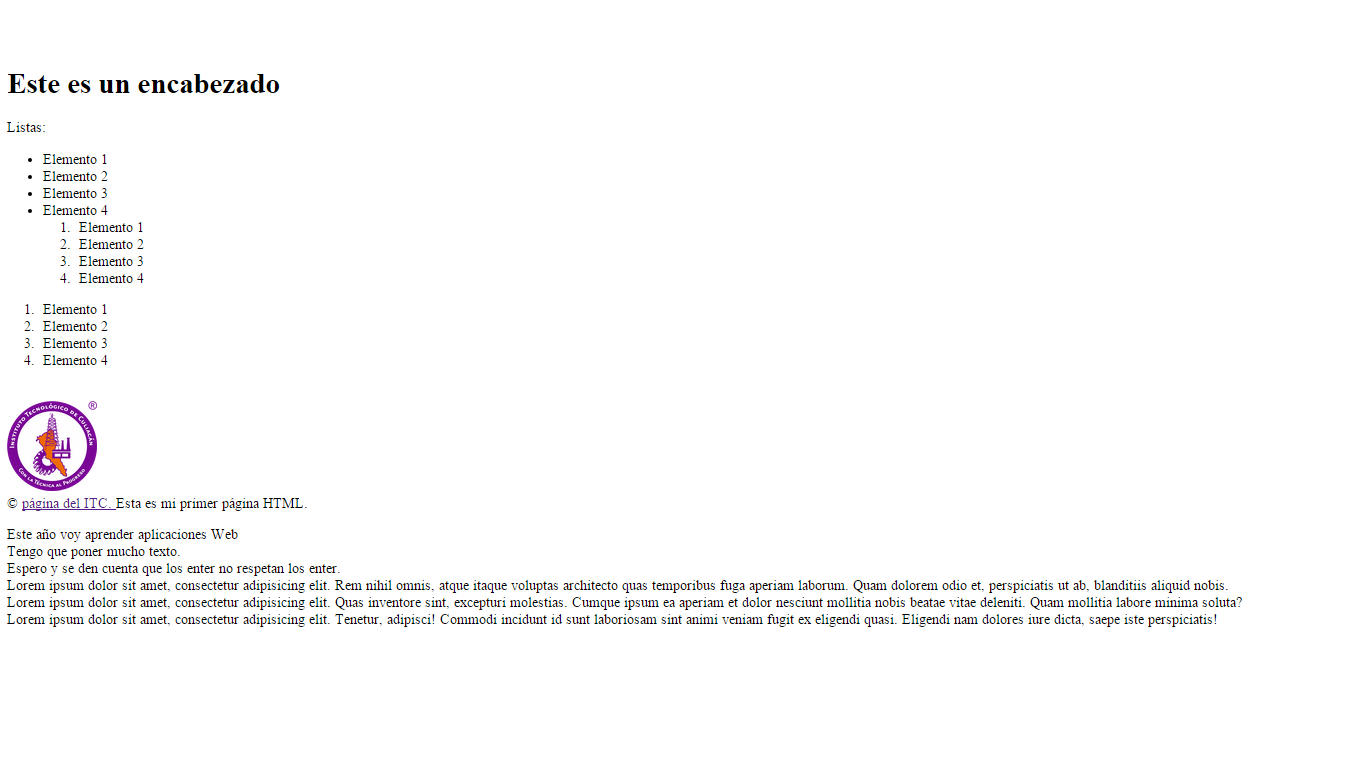 Este es un encabezado
Listas:
• Elemento 1
• Elemento 2
• Elemento 3
• Elemento 4
1. Elemento 1
2. Elemento 2
3. Elemento 3
4. Elemento 4
1. Elemento 1
2. Elemento 2
3. Elemento 3
4. Elemento 4
Instituto Tecnológico de Culiacán ®
Con la Técnica al Progreso
© página del ITC. Esta es mi primer página HTML.
Este año voy aprender aplicaciones Web
Tengo que poner mucho texto.
Espero y se den cuenta que los enter no respetan los enter.
Lorem ipsum dolor sit amet, consectetur adipisicing elit. Rem nihil omnis, atque itaque voluptas architecto quas temporibus fuga aperiam laborum. Quam dolorem odio et, perspiciatis ut ab, blanditiis aliquid nobis.
Lorem ipsum dolor sit amet, consectetur adipisicing elit. Quas inventore sint, excepturi molestias. Cumque ipsum ea aperiam et dolor nesciunt mollitia nobis beatae vitae deleniti. Quam mollitia labore minima soluta?
Lorem ipsum dolor sit amet, consectetur adipisicing elit. Tenetur, adipisci! Commodi incidunt id sunt laboriosam sint animi veniam fugit ex eligendi quasi. Eligendi nam dolores iure dicta, saepe iste perspiciatis!